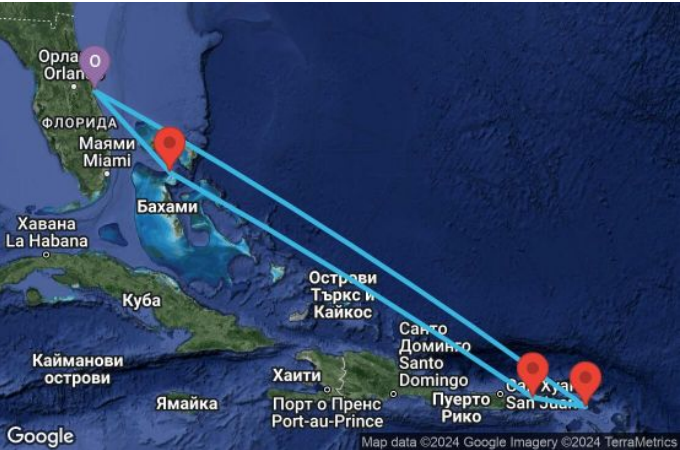 O
Орла
Orlan
ФЛОРИДА
Маями
Miami
Бахами
Хавана
La Habana
Куба
Острови
Търкс и
Кайкос
Санто
Доминго
Santo
Domingo
Кайманови
острови
Хаити
Ямайка
Порт о Пренс
Port-au-Prince
Пуерто
Рико
Сан Хуан
San Juan
Google
Map data ©2024 Google Imagery ©2024 TerraMetrics